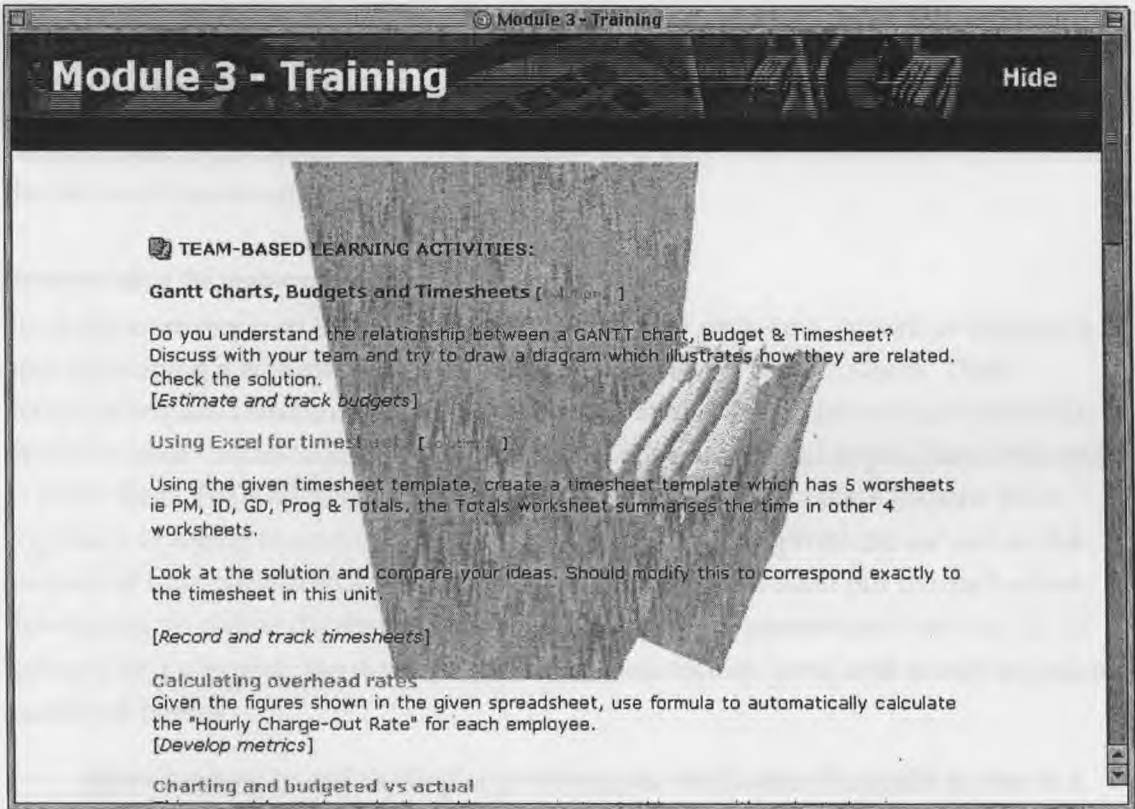 Module 3 - Training
Module 3 - Training
Hide
TEAM-BASED LEARNING ACTIVITIES:
Gantt Charts, Budgets and Timesheets [ ]
Do you understand the relationship between a GANTT chart, Budget & Timesheet?
Discuss with your team and try to draw a diagram which illustrates how they are related.
Check the solution.
[Estimate and track budgets]
Using Excel for timesheets [ ]
Using the given timesheet template, create a timesheet template which has 5 worsheets
ie PM, ID, GD, Prog & Totals, the Totals worksheet summarises the time in other 4
worksheets.
Look at the solution and compare your ideas. Should modify this to correspond exactly to
the timesheet in this unit.
[Record and track timesheets]
Calculating overhead rates
Given the figures shown in the given spreadsheet, use formula to automatically calculate
the "Hourly Charge-Out Rate" for each employee.
[Develop metrics]
Charting and budgeted vs actual